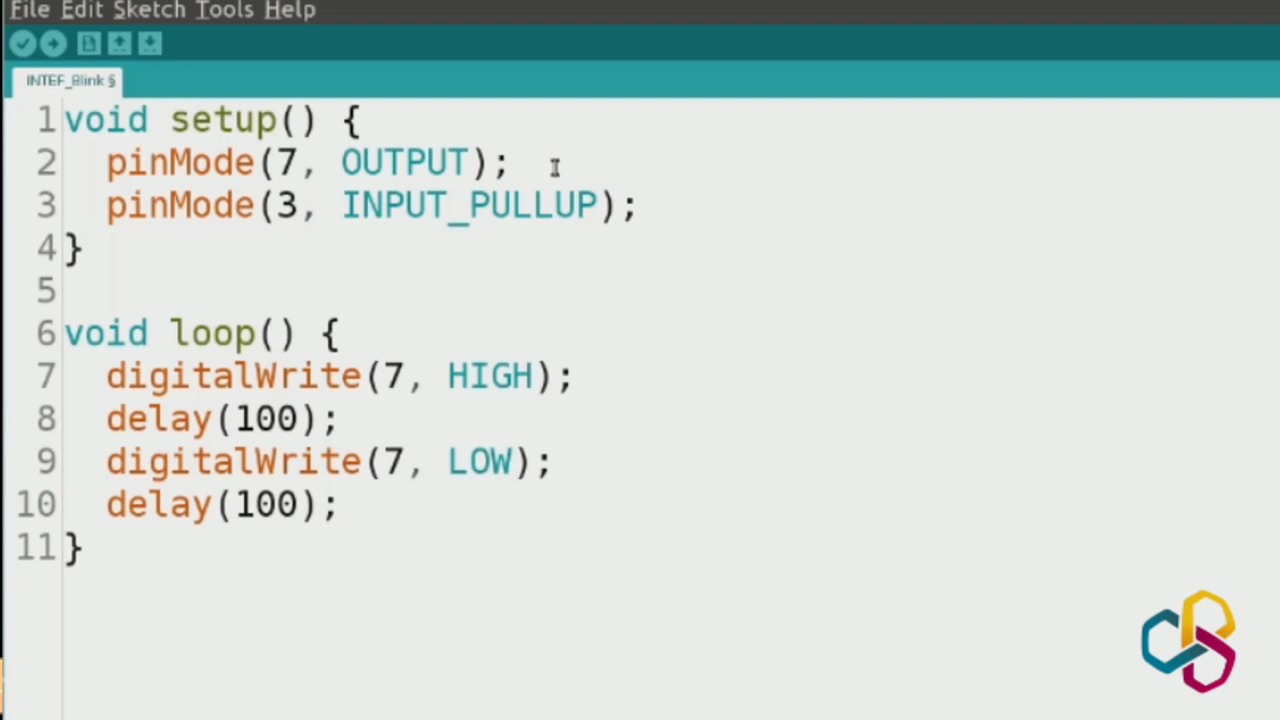 File Edit Sketch Tools Help
INTEF_Blink §
1 void setup() {
2   pinMode(7, OUTPUT);
3   pinMode(3, INPUT_PULLUP);
4 }
5
6 void loop() {
7   digitalWrite(7, HIGH);
8   delay(100);
9   digitalWrite(7, LOW);
10   delay(100);
11 }